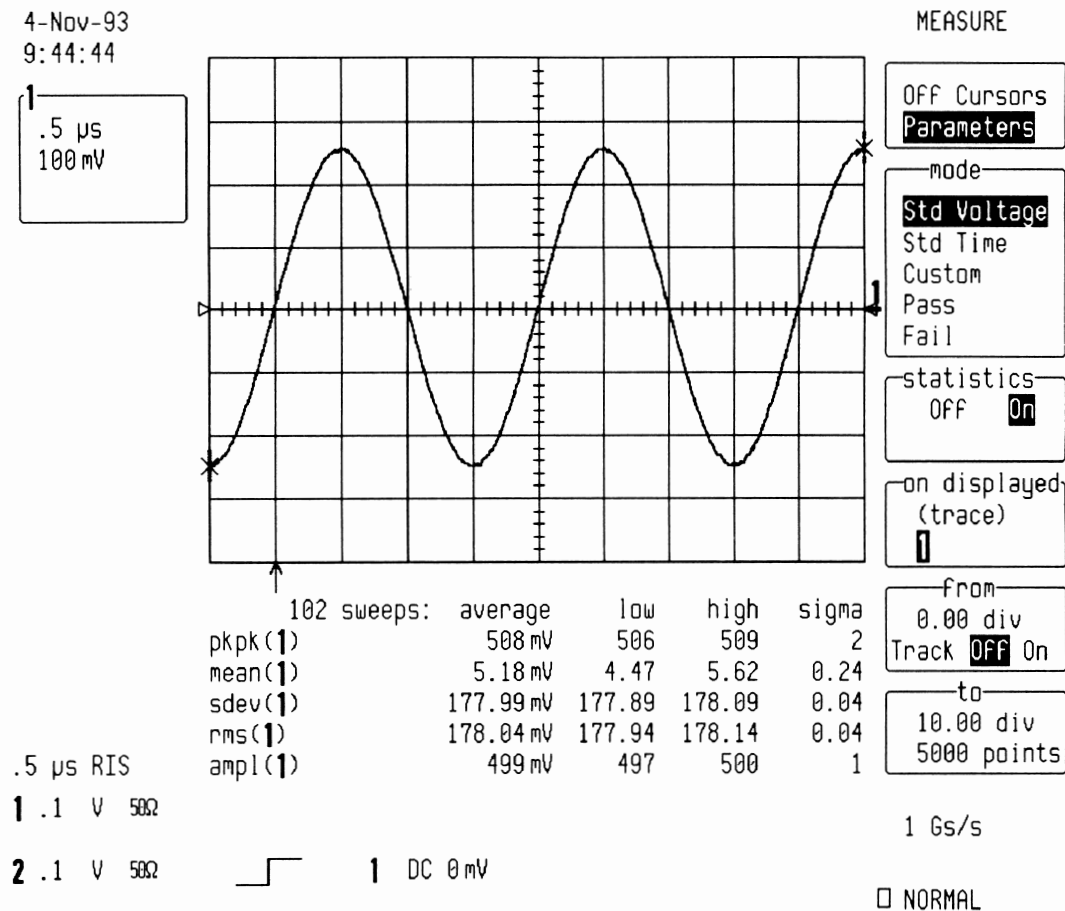 4-Nov-93
9:44:44
1
.5 µs
100 mV
MEASURE
Off Cursors
Parameters
mode
Std Voltage
Std Time
Custom
Pass
Fail
1
statistics
Off On
on displayed
(trace)
1
from
0.00 div
Track Off On
to
10.00 div
5000 points
102 sweeps: average low high sigma
pkpk(1) 508 mV 506 509 2
mean(1) 5.18 mV 4.47 5.62 0.24
sdev(1) 177.99 mV 177.89 178.09 0.04
rms(1) 178.04 mV 177.94 178.14 0.04
ampl(1) 499 mV 497 500 1
.5 µs RIS
1 .1 V 50Ω
2 .1 V 50Ω
1 DC 0 mV
1 Gs/s
NORMAL